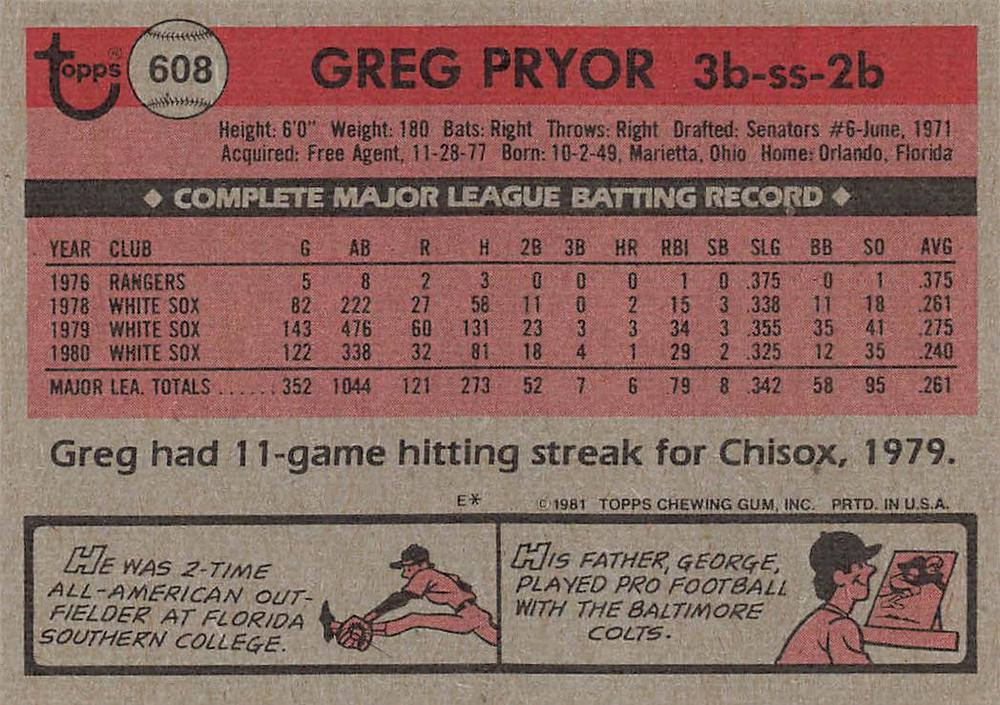 Topps® 608 GREG PRYOR 3b-ss-2b
Height: 6'0" Weight: 180 Bats: Right Throws: Right Drafted: Senators #6-June, 1971
Acquired: Free Agent, 11-28-77 Born: 10-2-49, Marietta, Ohio Home: Orlando, Florida
◆ COMPLETE MAJOR LEAGUE BATTING RECORD ◆
YEAR CLUB G AB R H 2B 3B HR RBI SB SLG BB SO AVG
1976 RANGERS 5 8 2 3 0 0 0 1 0 .375 0 1 .375
1978 WHITE SOX 82 222 27 58 11 0 2 15 3 .338 11 18 .261
1979 WHITE SOX 143 476 60 131 23 3 3 34 3 .355 35 41 .275
1980 WHITE SOX 122 338 32 81 18 4 1 29 2 .325 12 35 .240
MAJOR LEA. TOTALS ...... 352 1044 121 273 52 7 6 79 8 .342 58 95 .261
Greg had 11-game hitting streak for Chisox, 1979.
E* © 1981 TOPPS CHEWING GUM, INC. PRTD. IN U.S.A.
HE WAS 2-TIME
ALL-AMERICAN OUT-
FIELDER AT FLORIDA
SOUTHERN COLLEGE.
HIS FATHER, GEORGE,
PLAYED PRO FOOTBALL
WITH THE BALTIMORE
COLTS.